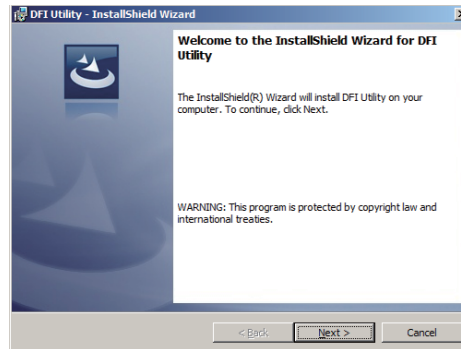 DFI Utility - InstallShield Wizard
Welcome to the InstallShield Wizard for DFI
Utility
The InstallShield(R) Wizard will install DFI Utility on your
computer. To continue, click Next.
WARNING: This program is protected by copyright law and
international treaties.
< Back Next > Cancel